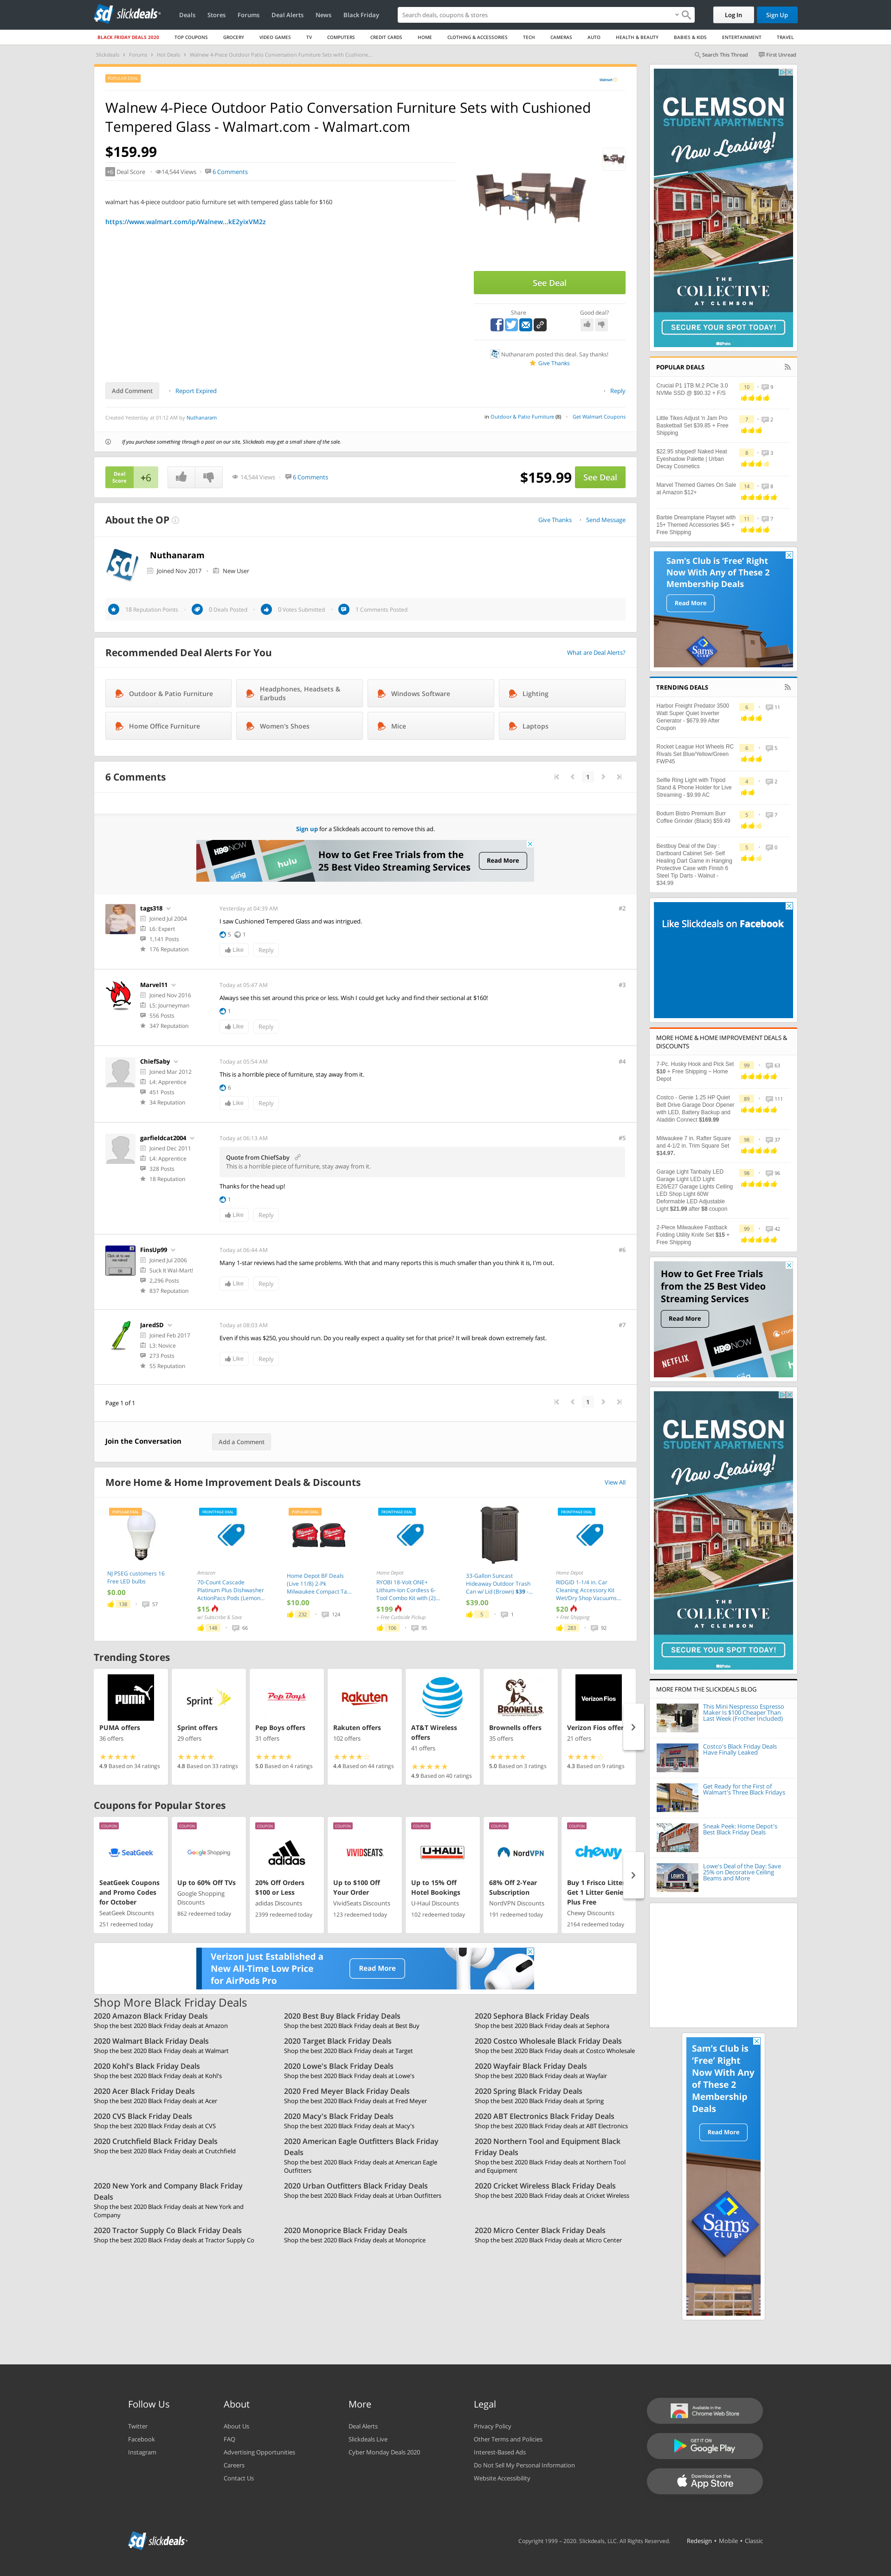 sd slickdeals
Deals Stores Forums Deal Alerts News Black Friday
Search deals, coupons & stores
Log In Sign Up
BLACK FRIDAY DEALS 2020 TOP COUPONS GROCERY VIDEO GAMES TV COMPUTERS CREDIT CARDS HOME CLOTHING & ACCESSORIES TECH CAMERAS AUTO HEALTH & BEAUTY BABIES & KIDS ENTERTAINMENT TRAVEL
Slickdeals > Forums > Hot Deals > Walnew 4-Piece Outdoor Patio Conversation Furniture Sets with Cushione...
Search This Thread First Unread
POPULAR DEAL
Walmart
Walnew 4-Piece Outdoor Patio Conversation Furniture Sets with Cushioned
Tempered Glass - Walmart.com - Walmart.com
$159.99
+6 Deal Score 14,544 Views 6 Comments
walmart has 4-piece outdoor patio furniture set with tempered glass table for $160
https://www.walmart.com/ip/Walnew...kE2yixVM2z
See Deal
Share Good deal?
Nuthanaram posted this deal. Say thanks!
Give Thanks
Add Comment Report Expired Reply
Created Yesterday at 01:12 AM by Nuthanaram
in Outdoor & Patio Furniture (8) Get Walmart Coupons
If you purchase something through a post on our site, Slickdeals may get a small share of the sale.
Deal Score +6 14,544 Views 6 Comments $159.99 See Deal
About the OP Give Thanks Send Message
Nuthanaram
Joined Nov 2017 New User
18 Reputation Points 0 Deals Posted 0 Votes Submitted 1 Comments Posted
Recommended Deal Alerts For You What are Deal Alerts?
Outdoor & Patio Furniture
Headphones, Headsets & Earbuds
Windows Software
Lighting
Home Office Furniture
Women's Shoes
Mice
Laptops
6 Comments 1
Sign up for a Slickdeals account to remove this ad.
HBO NOW sling hulu
How to Get Free Trials from the
25 Best Video Streaming Services
Read More
tags318 Yesterday at 04:39 AM #2
Joined Jul 2004
L6: Expert
1,141 Posts
176 Reputation
I saw Cushioned Tempered Glass and was intrigued.
5 1
Like Reply
Marvel11 Today at 05:47 AM #3
Joined Nov 2016
L5: Journeyman
556 Posts
347 Reputation
Always see this set around this price or less. Wish I could get lucky and find their sectional at $160!
1
Like Reply
ChiefSaby Today at 05:54 AM #4
Joined Mar 2012
L4: Apprentice
451 Posts
34 Reputation
This is a horrible piece of furniture, stay away from it.
6
Like Reply
garfieldcat2004 Today at 06:13 AM #5
Joined Dec 2011
L4: Apprentice
328 Posts
18 Reputation
Quote from ChiefSaby
This is a horrible piece of furniture, stay away from it.
Thanks for the head up!
1
Like Reply
FinsUp99 Today at 06:44 AM #6
Joined Jul 2006
Suck it Wal-Mart!
2,296 Posts
837 Reputation
Many 1-star reviews had the same problems. With that and many reports this is much smaller than you think it is, I'm out.
Like Reply
JaredSD Today at 08:03 AM #7
Joined Feb 2017
L3: Novice
273 Posts
55 Reputation
Even if this was $250, you should run. Do you really expect a quality set for that price? It will break down extremely fast.
Like Reply
Page 1 of 1 1
Join the Conversation Add a Comment
More Home & Home Improvement Deals & Discounts View All
POPULAR DEAL
NJ PSEG customers 16
Free LED bulbs
$0.00
138 57
FRONTPAGE DEAL
Amazon
70-Count Cascade
Platinum Plus Dishwasher
ActionPacs Pods (Lemon...
$15
w/ Subscribe & Save
148 66
POPULAR DEAL
Home Depot BF Deals
(Live 11/8) 2-Pk
Milwaukee Compact Ta...
$10.00
232 124
FRONTPAGE DEAL
Home Depot
RYOBI 18-Volt ONE+
Lithium-Ion Cordless 6-
Tool Combo Kit with (2)...
$199
+ Free Curbside Pickup
106 95
33-Gallon Suncast
Hideaway Outdoor Trash
Can w/ Lid (Brown) $39 -...
$39.00
5 1
FRONTPAGE DEAL
Home Depot
RIDGID 1-1/4 in. Car
Cleaning Accessory Kit
Wet/Dry Shop Vacuums...
$20
+ Free Shipping
283 92
Trending Stores
PUMA
PUMA offers
36 offers
4.9 Based on 34 ratings
Sprint
Sprint offers
29 offers
4.8 Based on 33 ratings
Pep Boys
Pep Boys offers
31 offers
5.0 Based on 4 ratings
Rakuten
Rakuten offers
102 offers
4.4 Based on 44 ratings
AT&T Wireless
offers
41 offers
4.9 Based on 40 ratings
BROWNELLS
Brownells offers
35 offers
5.0 Based on 3 ratings
Verizon Fios
Verizon Fios offer
21 offers
4.3 Based on 9 ratings
Coupons for Popular Stores
COUPON
SeatGeek
SeatGeek Coupons
and Promo Codes
for October
SeatGeek Discounts
251 redeemed today
COUPON
Google Shopping
Up to 60% Off TVs
Google Shopping
Discounts
862 redeemed today
COUPON
adidas
20% Off Orders
$100 or Less
adidas Discounts
2399 redeemed today
COUPON
VIVIDSEATS.
Up to $100 Off
Your Order
VividSeats Discounts
123 redeemed today
COUPON
U-HAUL
Up to 15% Off
Hotel Bookings
U-Haul Discounts
102 redeemed today
COUPON
NordVPN
68% Off 2-Year
Subscription
NordVPN Discounts
191 redeemed today
COUPON
chewy
Buy 1 Frisco Litter
Get 1 Litter Genie
Plus Free
Chewy Discounts
2164 redeemed today
Verizon Just Established a
New All-Time Low Price
for AirPods Pro
Read More
Shop More Black Friday Deals
2020 Amazon Black Friday Deals
Shop the best 2020 Black Friday deals at Amazon
2020 Best Buy Black Friday Deals
Shop the best 2020 Black Friday deals at Best Buy
2020 Sephora Black Friday Deals
Shop the best 2020 Black Friday deals at Sephora
2020 Walmart Black Friday Deals
Shop the best 2020 Black Friday deals at Walmart
2020 Target Black Friday Deals
Shop the best 2020 Black Friday deals at Target
2020 Costco Wholesale Black Friday Deals
Shop the best 2020 Black Friday deals at Costco Wholesale
2020 Kohl's Black Friday Deals
Shop the best 2020 Black Friday deals at Kohl's
2020 Lowe's Black Friday Deals
Shop the best 2020 Black Friday deals at Lowe's
2020 Wayfair Black Friday Deals
Shop the best 2020 Black Friday deals at Wayfair
2020 Acer Black Friday Deals
Shop the best 2020 Black Friday deals at Acer
2020 Fred Meyer Black Friday Deals
Shop the best 2020 Black Friday deals at Fred Meyer
2020 Spring Black Friday Deals
Shop the best 2020 Black Friday deals at Spring
2020 CVS Black Friday Deals
Shop the best 2020 Black Friday deals at CVS
2020 Macy's Black Friday Deals
Shop the best 2020 Black Friday deals at Macy's
2020 ABT Electronics Black Friday Deals
Shop the best 2020 Black Friday deals at ABT Electronics
2020 Crutchfield Black Friday Deals
Shop the best 2020 Black Friday deals at Crutchfield
2020 American Eagle Outfitters Black Friday
Deals
Shop the best 2020 Black Friday deals at American Eagle
Outfitters
2020 Northern Tool and Equipment Black
Friday Deals
Shop the best 2020 Black Friday deals at Northern Tool
and Equipment
2020 New York and Company Black Friday
Deals
Shop the best 2020 Black Friday deals at New York and
Company
2020 Urban Outfitters Black Friday Deals
Shop the best 2020 Black Friday deals at Urban Outfitters
2020 Cricket Wireless Black Friday Deals
Shop the best 2020 Black Friday deals at Cricket Wireless
2020 Tractor Supply Co Black Friday Deals
Shop the best 2020 Black Friday deals at Tractor Supply Co
2020 Monoprice Black Friday Deals
Shop the best 2020 Black Friday deals at Monoprice
2020 Micro Center Black Friday Deals
Shop the best 2020 Black Friday deals at Micro Center
CLEMSON
STUDENT APARTMENTS
Now Leasing!
THE
COLLECTIVE
AT CLEMSON
SECURE YOUR SPOT TODAY!
POPULAR DEALS
Crucial P1 1TB M.2 PCIe 3.0
NVMe SSD @ $90.32 + F/S
10 9
Little Tikes Adjust 'n Jam Pro
Basketball Set $39.85 + Free
Shipping
7 2
$22.95 shipped! Naked Heat
Eyeshadow Palette | Urban
Decay Cosmetics
8 3
Marvel Themed Games On Sale
at Amazon $12+
14 8
Barbie Dreamplane Playset with
15+ Themed Accessories $45 +
Free Shipping
11 7
Sam's Club is 'Free' Right
Now With Any of These 2
Membership Deals
Read More
Sam's
TRENDING DEALS
Harbor Freight Predator 3500
Watt Super Quiet Inverter
Generator - $679.99 After
Coupon
6 11
Rocket League Hot Wheels RC
Rivals Set Blue/Yellow/Green
FWP45
6 5
Selfie Ring Light with Tripod
Stand & Phone Holder for Live
Streaming - $9.99 AC
4 2
Bodum Bistro Premium Burr
Coffee Grinder (Black) $59.49
5 7
Bestbuy Deal of the Day :
Dartboard Cabinet Set- Self
Healing Dart Game in Hanging
Protective Case with Finish 6
Steel Tip Darts - Walnut -
$34.99
5 0
Like Slickdeals on Facebook
MORE HOME & HOME IMPROVEMENT DEALS &
DISCOUNTS
7-Pc. Husky Hook and Pick Set
$10 + Free Shipping ~ Home
Depot
99 63
Costco - Genie 1.25 HP Quiet
Belt Drive Garage Door Opener
with LED, Battery Backup and
Aladdin Connect $169.99
89 111
Milwaukee 7 in. Rafter Square
and 4-1/2 in. Trim Square Set
$14.97.
98 37
Garage Light Tanbaby LED
Garage Light LED Light
E26/E27 Garage Lights Ceiling
LED Shop Light 60W
Deformable LED Adjustable
Light $21.99 after $8 coupon
98 96
2-Piece Milwaukee Fastback
Folding Utility Knife Set $15 +
Free Shipping
99 42
How to Get Free Trials
from the 25 Best Video
Streaming Services
Read More
NETFLIX HBO NOW
CLEMSON
STUDENT APARTMENTS
Now Leasing!
THE
COLLECTIVE
AT CLEMSON
SECURE YOUR SPOT TODAY!
MORE FROM THE SLICKDEALS BLOG
This Mini Nespresso Espresso
Maker Is $100 Cheaper Than
Last Week (Frother Included)
Costco's Black Friday Deals
Have Finally Leaked
Get Ready for the First of
Walmart's Three Black Fridays
Sneak Peek: Home Depot's
Best Black Friday Deals
Lowe's Deal of the Day: Save
25% on Decorative Ceiling
Beams and More
Sam's Club is
'Free' Right
Now With Any
of These 2
Membership
Deals
Read More
Sam's
CLUB
Follow Us
Twitter
Facebook
Instagram
About
About Us
FAQ
Advertising Opportunities
Careers
Contact Us
More
Deal Alerts
Slickdeals Live
Cyber Monday Deals 2020
Legal
Privacy Policy
Other Terms and Policies
Interest-Based Ads
Do Not Sell My Personal Information
Website Accessibility
Available in the
Chrome Web Store
GET IT ON
Google Play
Download on the
App Store
sd slickdeals
Copyright 1999 - 2020. Slickdeals, LLC. All Rights Reserved. Redesign • Mobile • Classic